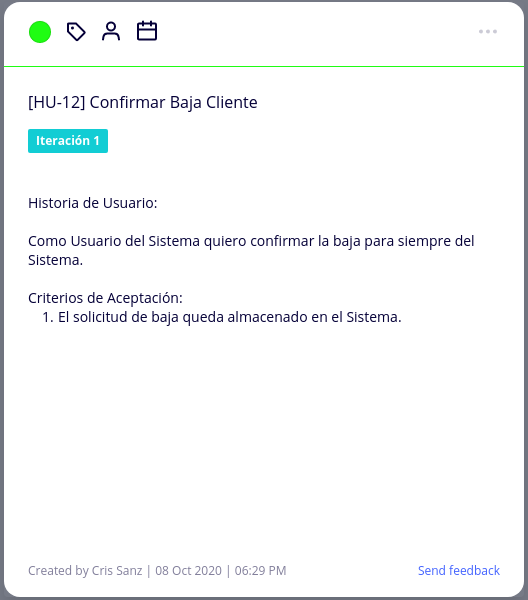 [HU-12] Confirmar Baja Cliente
Iteración 1
Historia de Usuario:
Como Usuario del Sistema quiero confirmar la baja para siempre del
Sistema.
Criterios de Aceptación:
1. El solicitud de baja queda almacenado en el Sistema.
Created by Cris Sanz | 08 Oct 2020 | 06:29 PM
Send feedback